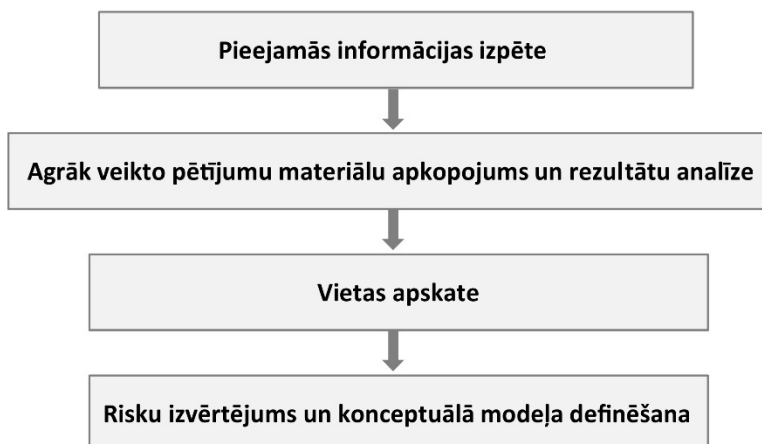 Pieejamās informācijas izpēte
Agrāk veikto pētījumu materiālu apkopojums un rezultātu analīze
Vietas apskate
Risku izvērtējums un konceptuālā modeļa definēšana